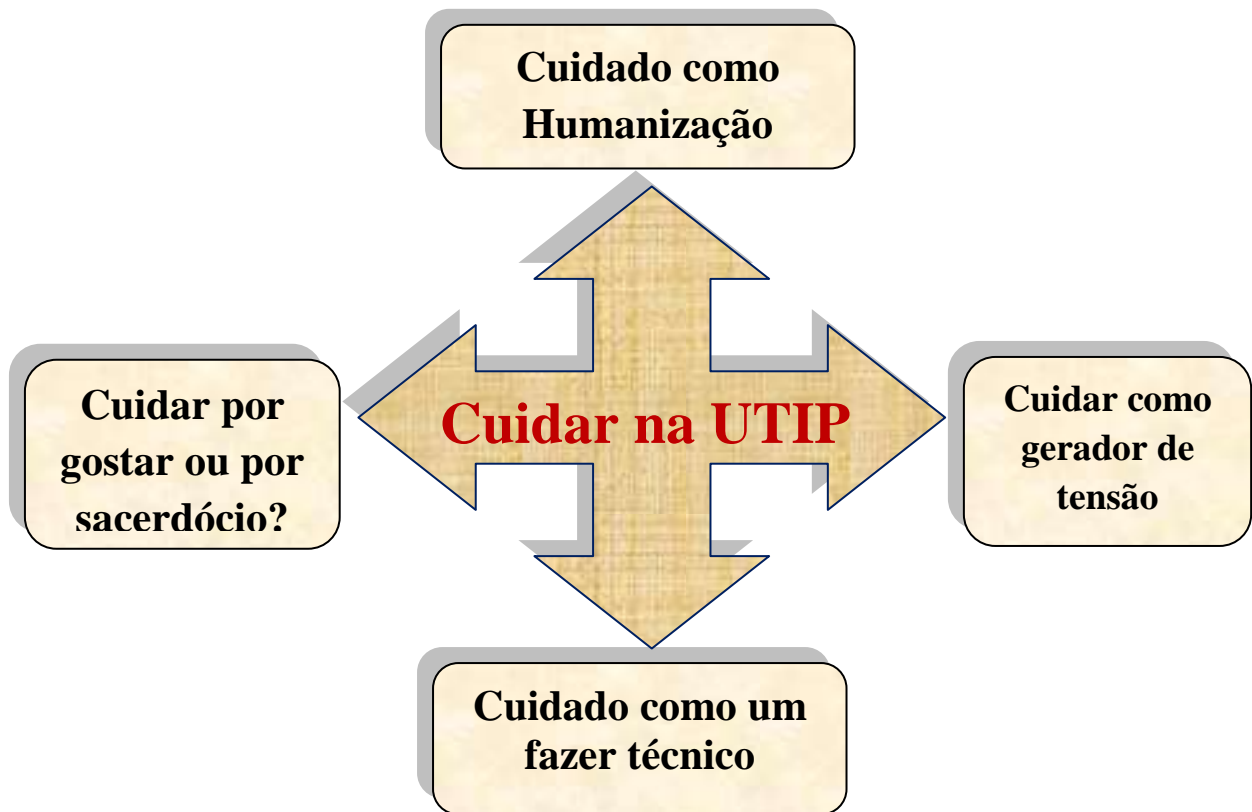 Cuidado como
Humanização
Cuidar por
gostar ou por
sacerdócio?
Cuidar na UTIP
Cuidar como
gerador de
tensão
Cuidado como um
fazer técnico